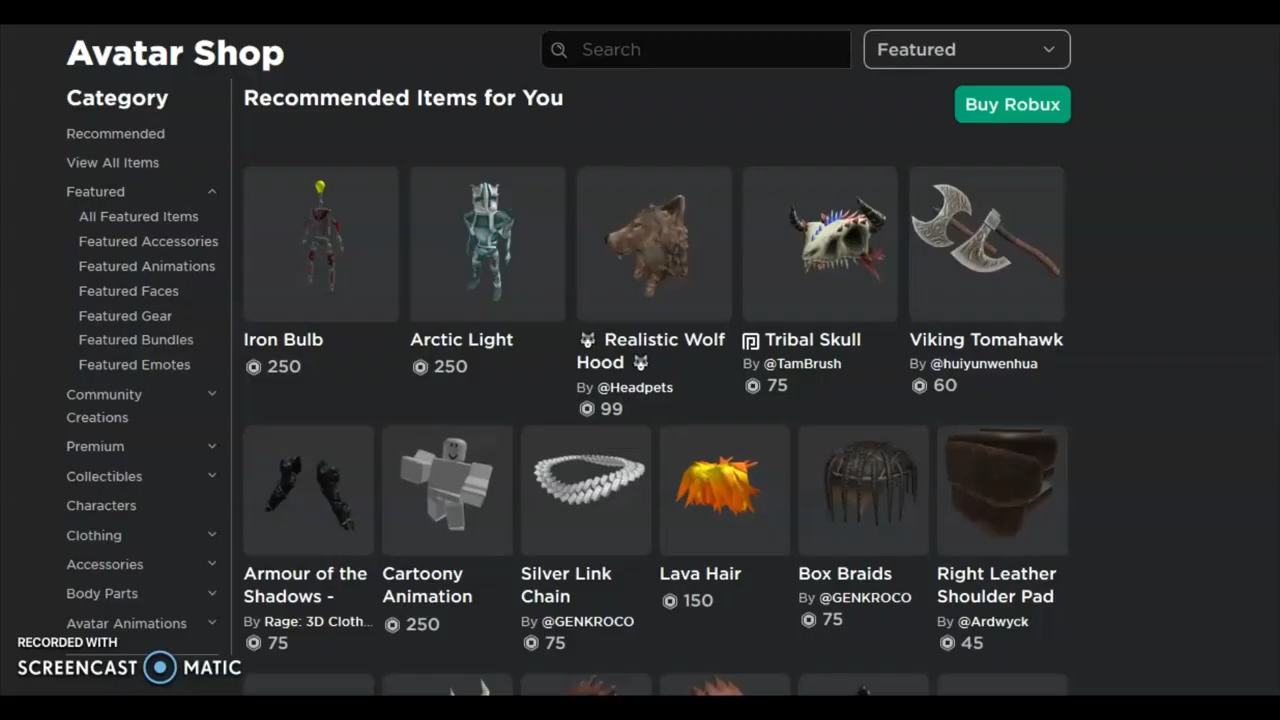 Avatar Shop
Search
Featured
Category
Recommended
View All Items
Featured
All Featured Items
Featured Accessories
Featured Animations
Featured Faces
Featured Gear
Featured Bundles
Featured Emotes
Community
Creations
Premium
Collectibles
Characters
Clothing
Accessories
Body Parts
Avatar Animations
Recommended Items for You
Buy Robux
Iron Bulb
250
Arctic Light
250
Realistic Wolf
Hood
By @Headpets
99
Tribal Skull
By @TamBrush
75
Viking Tomahawk
By @huiyunwenhua
60
Armour of the
Shadows -
By Rage: 3D Cloth...
75
Cartoony
Animation
250
Silver Link
Chain
By @GENKROCO
75
Lava Hair
150
Box Braids
By @GENKROCO
75
Right Leather
Shoulder Pad
By @Ardwyck
45
RECORDED WITH
SCREENCAST MATIC